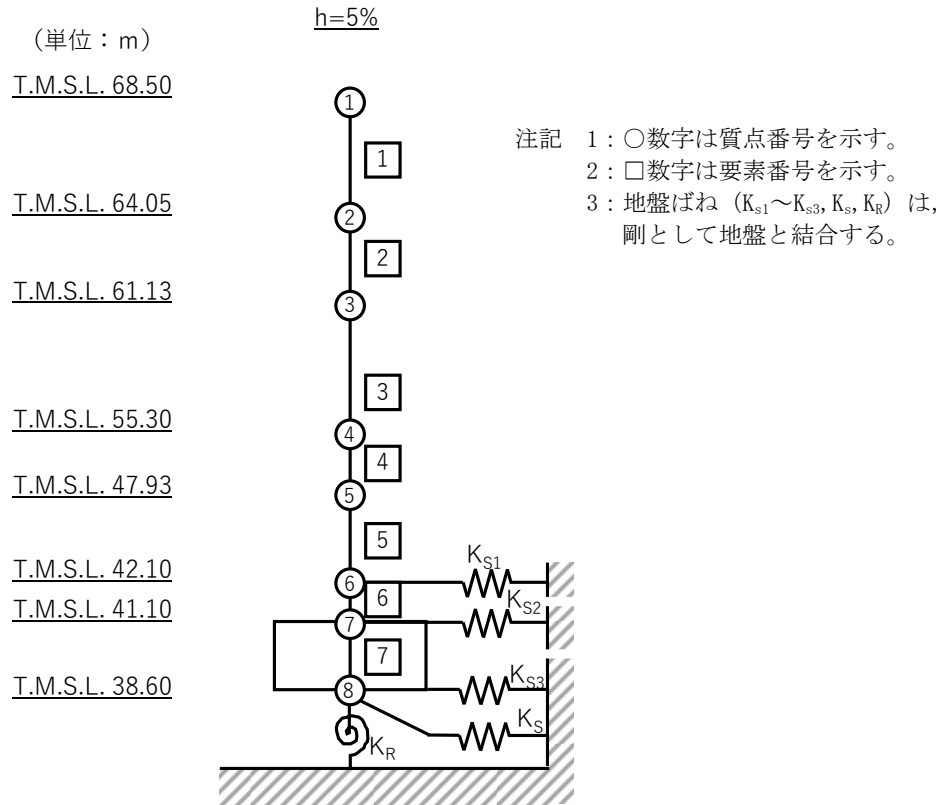 h=5%
(単位：m)
T.M.S.L. 68.50
①
1
注記 1：○数字は質点番号を示す。
2：□数字は要素番号を示す。
3：地盤ばね（Ks1～Ks3,Ks,KR）は，
剛として地盤と結合する。
T.M.S.L. 64.05
②
2
T.M.S.L. 61.13
③
3
T.M.S.L. 55.30
④
4
T.M.S.L. 47.93
⑤
5
KS1
T.M.S.L. 42.10
⑥
6
KS2
T.M.S.L. 41.10
⑦
7
KS3
T.M.S.L. 38.60
⑧
KS
KR